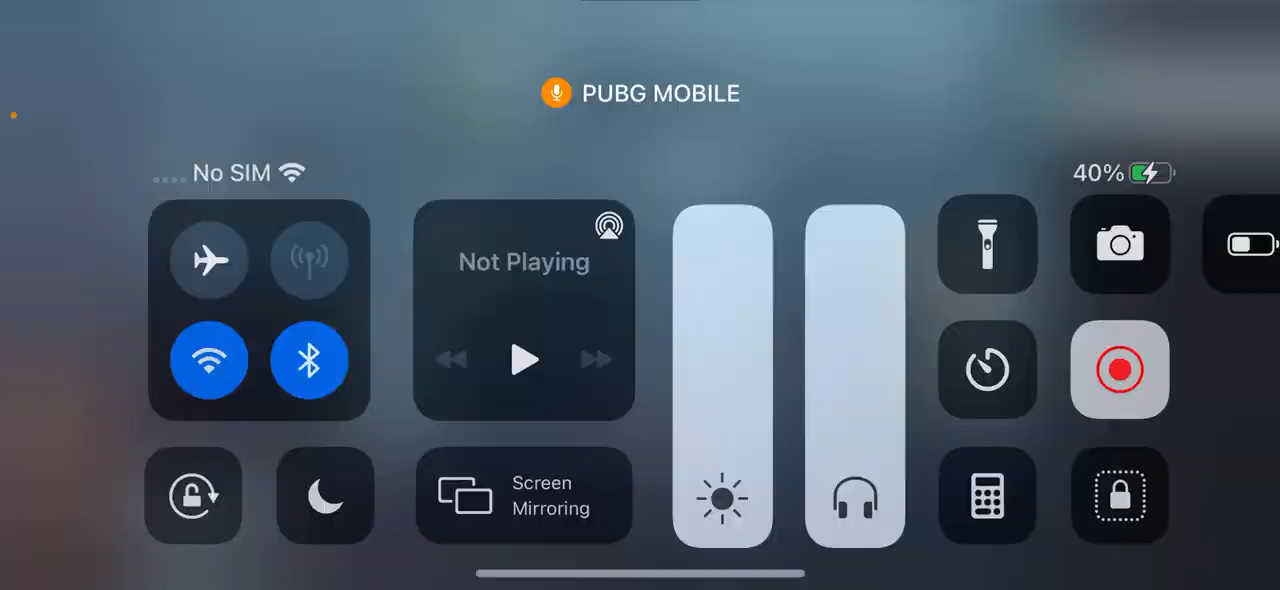 PUBG MOBILE
No SIM
40%
Not Playing
Screen
Mirroring